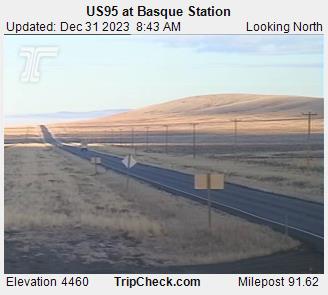 US95 at Basque Station
Updated: Dec 31 2023 8:43 AM Looking North
Elevation 4460 TripCheck.com Milepost 91.62